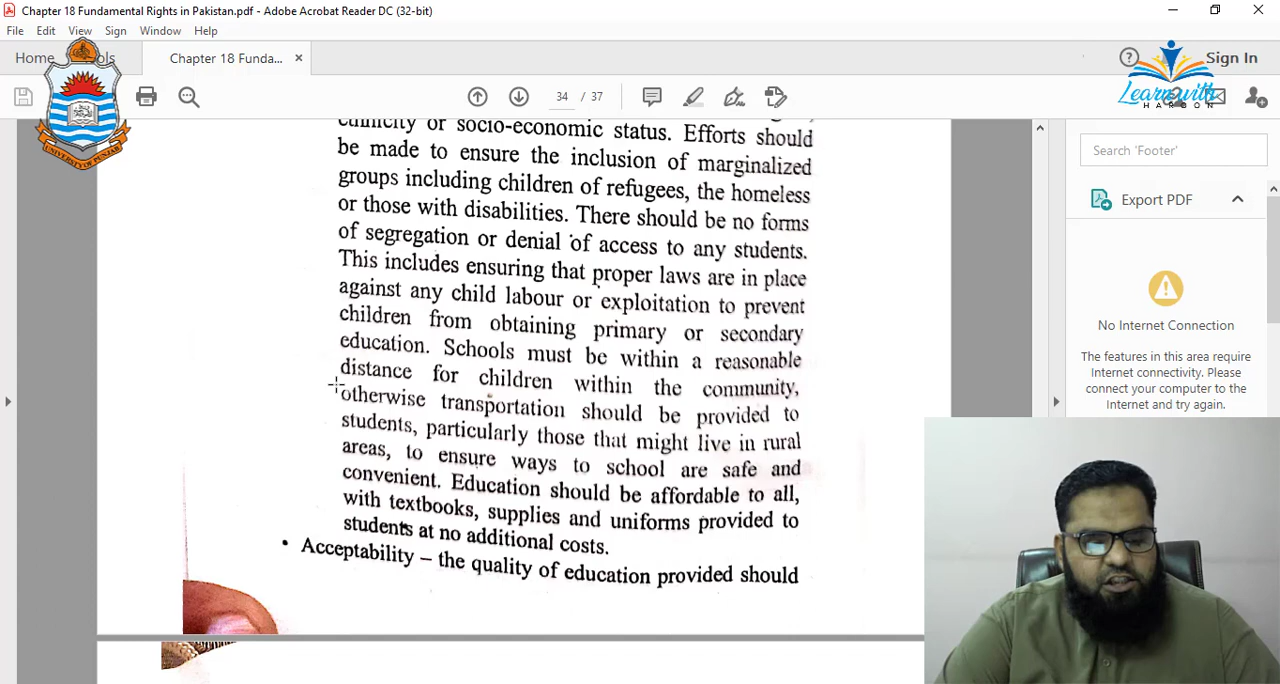 Chapter 18 Fundamental Rights in Pakistan.pdf - Adobe Acrobat Reader DC (32-bit)
File Edit View Sign Window Help
Home Chapter 18 Funda... × Sign In
34 / 37
Learn with
HAROON
UNIVERSITY OF PUNJAB
ethnicity or socio-economic status. Efforts should
be made to ensure the inclusion of marginalized
groups including children of refugees, the homeless
or those with disabilities. There should be no forms
of segregation or denial of access to any students.
This includes ensuring that proper laws are in place
against any child labour or exploitation to prevent
children from obtaining primary or secondary
education. Schools must be within a reasonable
distance for children within the community,
otherwise transportation should be provided to
students, particularly those that might live in rural
areas, to ensure ways to school are safe and
convenient. Education should be affordable to all,
with textbooks, supplies and uniforms provided to
students at no additional costs.
• Acceptability – the quality of education provided should
Search 'Footer'
Export PDF
No Internet Connection
The features in this area require
Internet connectivity. Please
connect your computer to the
Internet and try again.